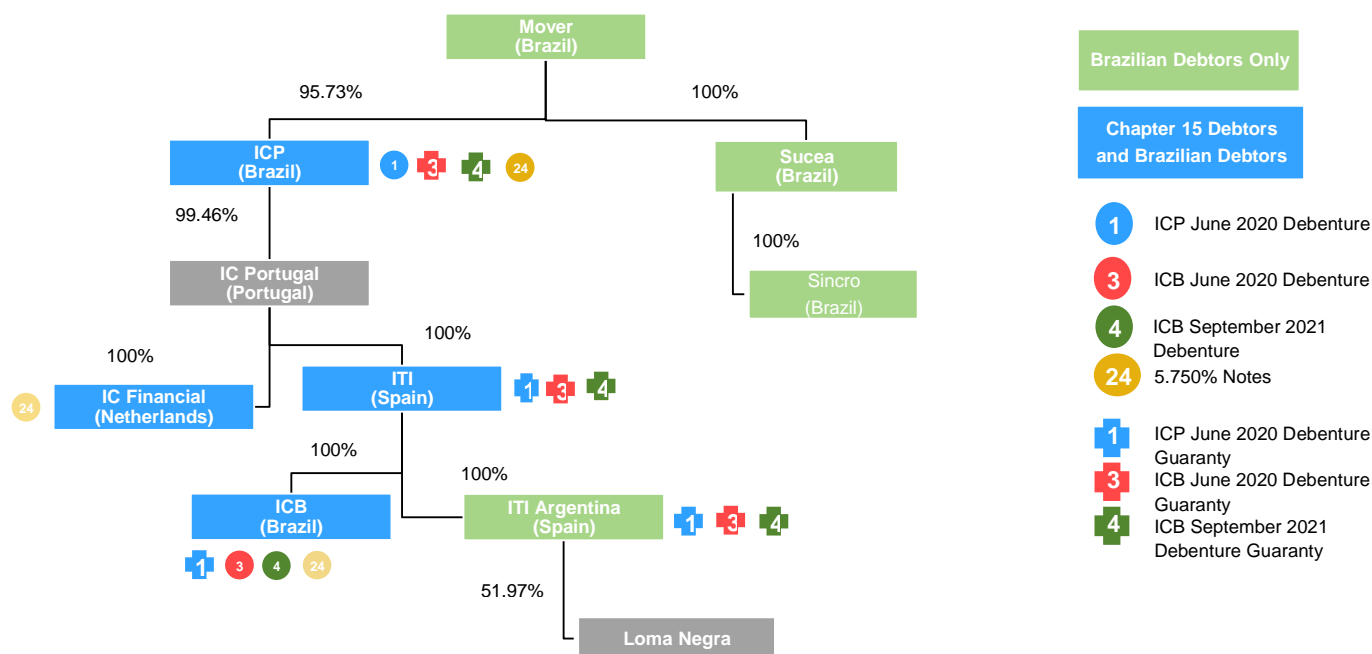 Mover
(Brazil)
Brazilian Debtors Only
95.73%
100%
Chapter 15 Debtors
and Brazilian Debtors
ICP
(Brazil)
1
3
4
24
Sucea
(Brazil)
99.46%
100%
1
ICP June 2020 Debenture
IC Portugal
(Portugal)
Sincro
(Brazil)
3
ICB June 2020 Debenture
4
ICB September 2021
Debenture
100%
100%
24
5.750% Notes
24
IC Financial
(Netherlands)
ITI
(Spain)
1
3
4
1
ICP June 2020 Debenture
Guaranty
100%
100%
3
ICB June 2020 Debenture
Guaranty
ICB
(Brazil)
ITI Argentina
(Spain)
1
3
4
4
ICB September 2021
Debenture Guaranty
1
3
4
24
51.97%
Loma Negra